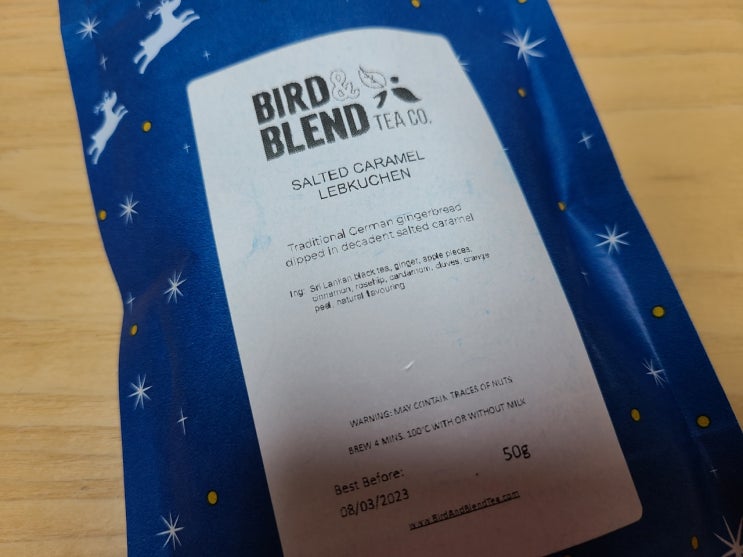 BIRD &
BLEND TEA CO.
SALTED CARAMEL
LEBKUCHEN
Traditional German gingerbread
dipped in decadent salted caramel
Ing: Sri Lankan black tea, ginger, apple pieces,
cinnamon, rosehip, cardamom, cloves, orange
peel, natural flavouring
WARNING: MAY CONTAIN TRACES OF NUTS
BREW 4 MINS, 100°C WITH OR WITHOUT MILK
Best Before:
50g
08/03/2023
www.BirdAndBlendTea.com